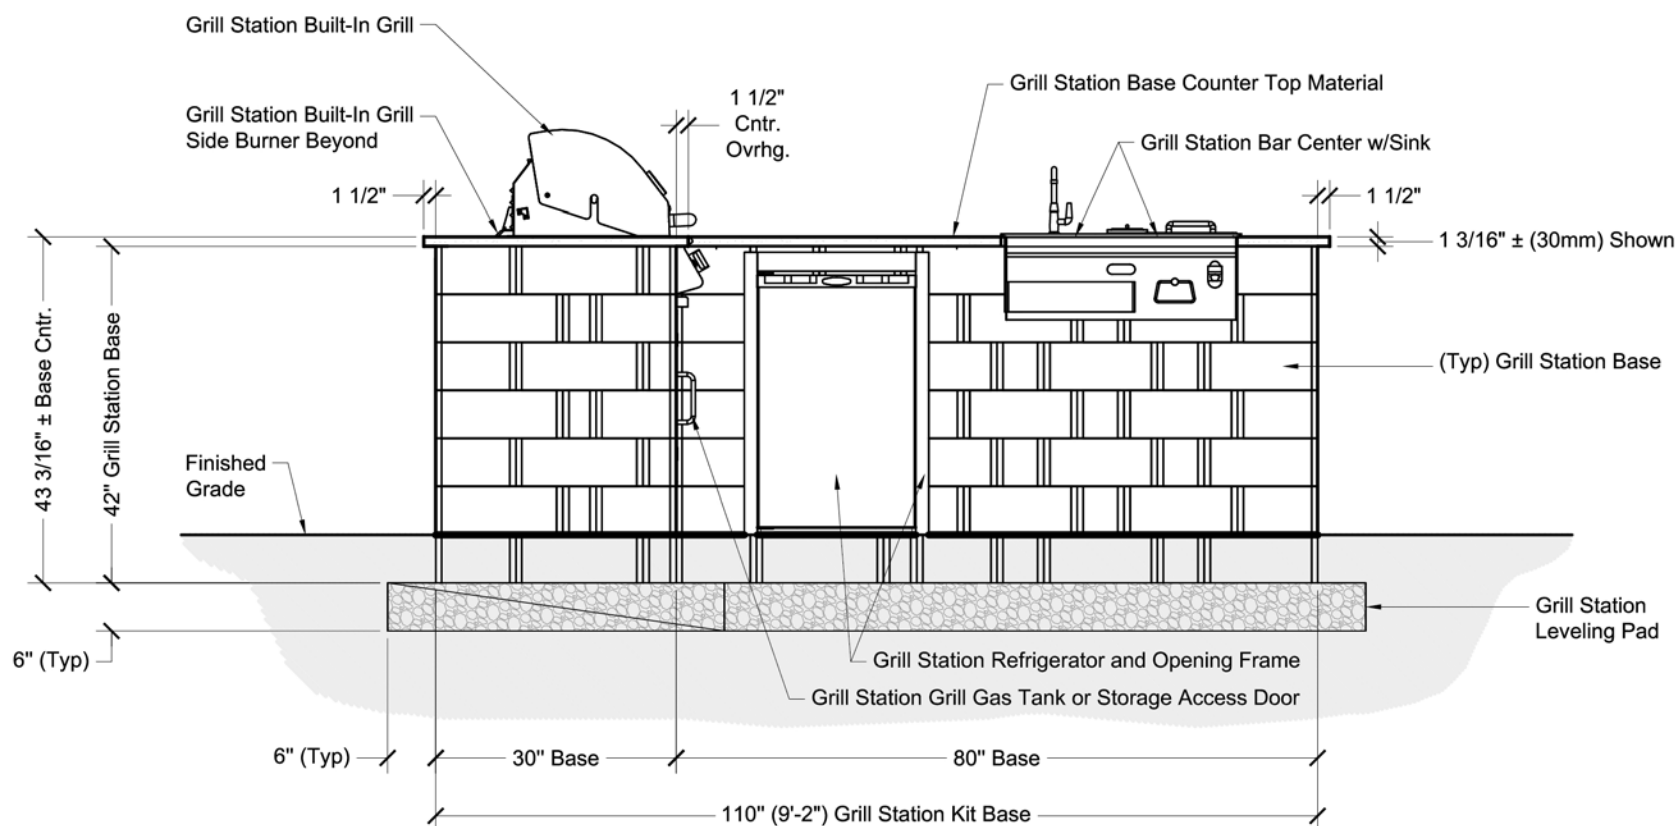 Grill Station Built-In Grill
Grill Station Built-In Grill
Side Burner Beyond
1 1/2"
Cntr.
Ovrhg.
Grill Station Base Counter Top Material
Grill Station Bar Center w/Sink
1 1/2"
1 1/2"
1 3/16" ± (30mm) Shown
43 3/16" ± Base Cntr.
42" Grill Station Base
(Typ) Grill Station Base
Finished
Grade
Grill Station
Leveling Pad
6" (Typ)
Grill Station Refrigerator and Opening Frame
Grill Station Grill Gas Tank or Storage Access Door
6" (Typ)
30" Base
80" Base
110" (9'-2") Grill Station Kit Base